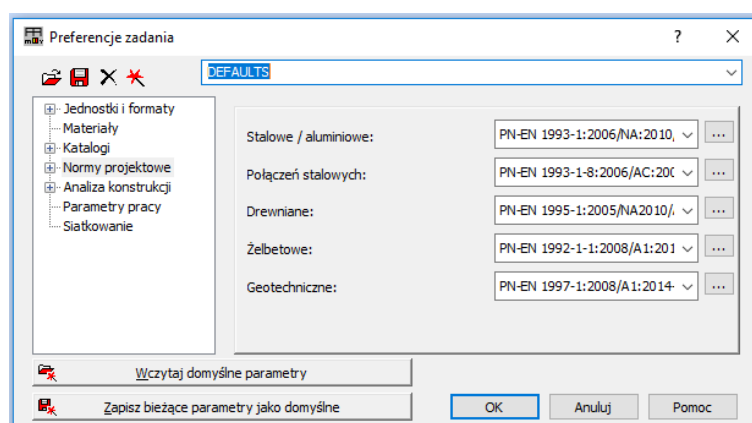 Preferencje zadania
DEFAULTS
Jednostki i formaty
Materiały
Katalogi
Normy projektowe
Analiza konstrukcji
Parametry pracy
Siatkowanie
Stalowe / aluminiowe:
PN-EN 1993-1:2006/NA:2010,
...
Połączeń stalowych:
PN-EN 1993-1-8:2006/AC:200
...
Drewniane:
PN-EN 1995-1:2005/NA2010/
...
Żelbetowe:
PN-EN 1992-1-1:2008/A1:201
...
Geotechniczne:
PN-EN 1997-1:2008/A1:2014-
...
Wczytaj domyślne parametry
Zapisz bieżące parametry jako domyślne
OK
Anuluj
Pomoc